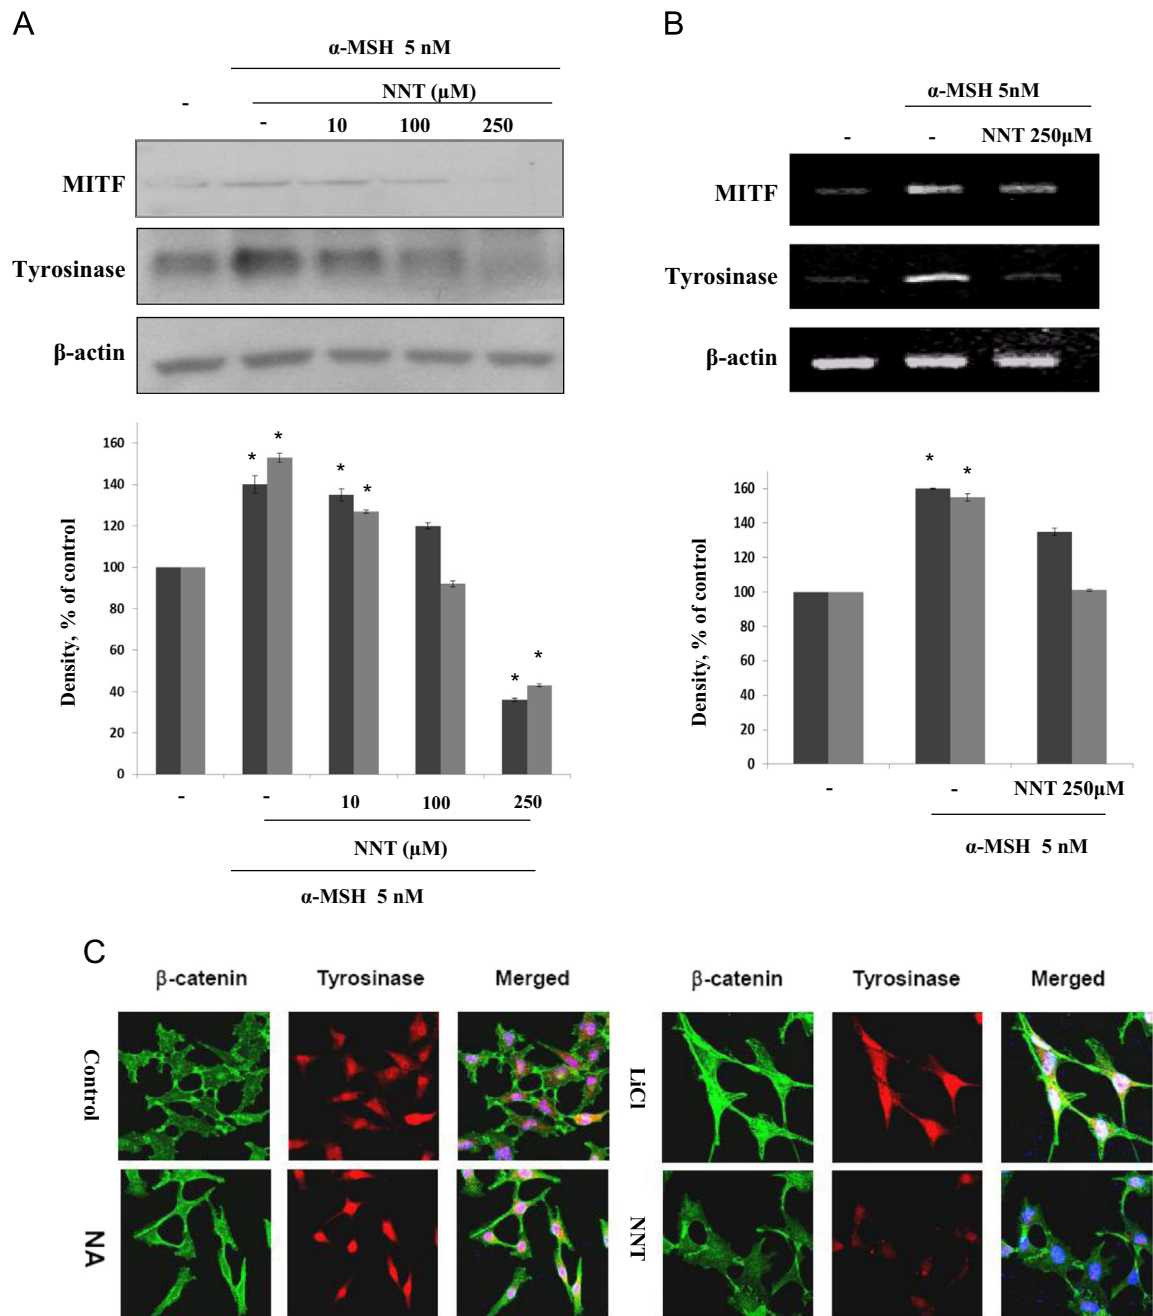 A
α-MSH 5 nM
NNT (μM)
- - 10 100 250
MITF
Tyrosinase
β-actin
160
140
120
100
80
60
40
20
0
Density, % of control
* * * * * *
- - 10 100 250
NNT (μM)
α-MSH 5 nM
B
α-MSH 5nM
- - NNT 250μM
MITF
Tyrosinase
β-actin
160
140
120
100
80
60
40
20
0
Density, % of control
* *
- - NNT 250μM
α-MSH 5 nM
C
β-catenin Tyrosinase Merged β-catenin Tyrosinase Merged
Control
LiCl
NA
NNT